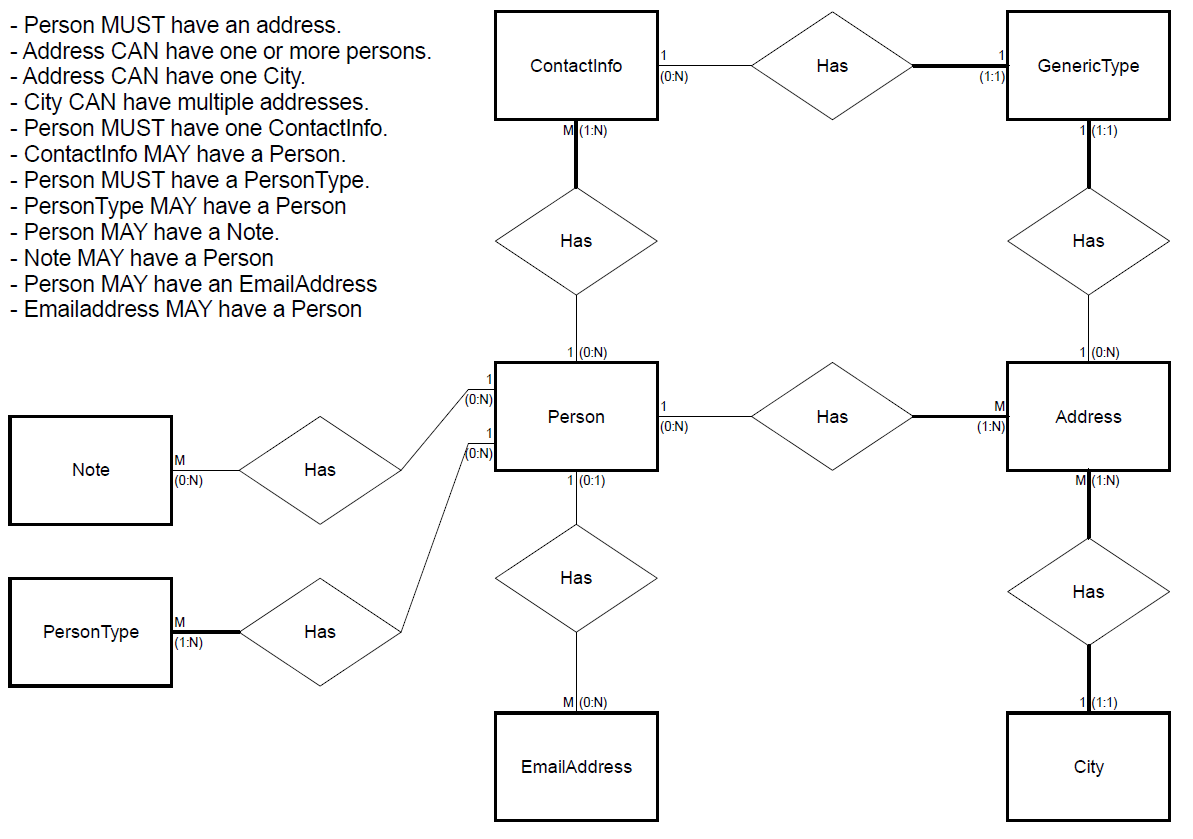 - Person MUST have an address.
- Address CAN have one or more persons.
- Address CAN have one City.
- City CAN have multiple addresses.
- Person MUST have one ContactInfo.
- ContactInfo MAY have a Person.
- Person MUST have a PersonType.
- PersonType MAY have a Person
- Person MAY have a Note.
- Note MAY have a Person
- Person MAY have an EmailAddress
- Emailaddress MAY have a Person
ContactInfo
1
(0:N)
Has
1
(1:1)
GenericType
M (1:N)
1 (1:1)
Has
Has
1 (0:N)
1 (0:N)
Person
1
(0:N)
1
(0:N)
1
(0:N)
Has
M
(1:N)
Address
Note
M
(0:N)
Has
1 (0:1)
M (1:N)
Has
Has
PersonType
M
(1:N)
Has
M (0:N)
1 (1:1)
EmailAddress
City